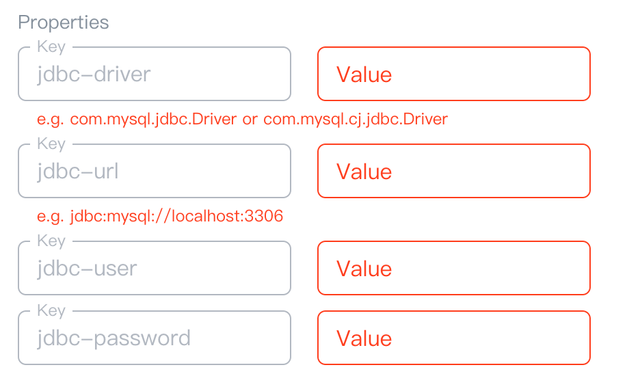 Properties
Key
jdbc-driver
Value
e.g. com.mysql.jdbc.Driver or com.mysql.cj.jdbc.Driver
Key
jdbc-url
Value
e.g. jdbc:mysql://localhost:3306
Key
jdbc-user
Value
Key
jdbc-password
Value